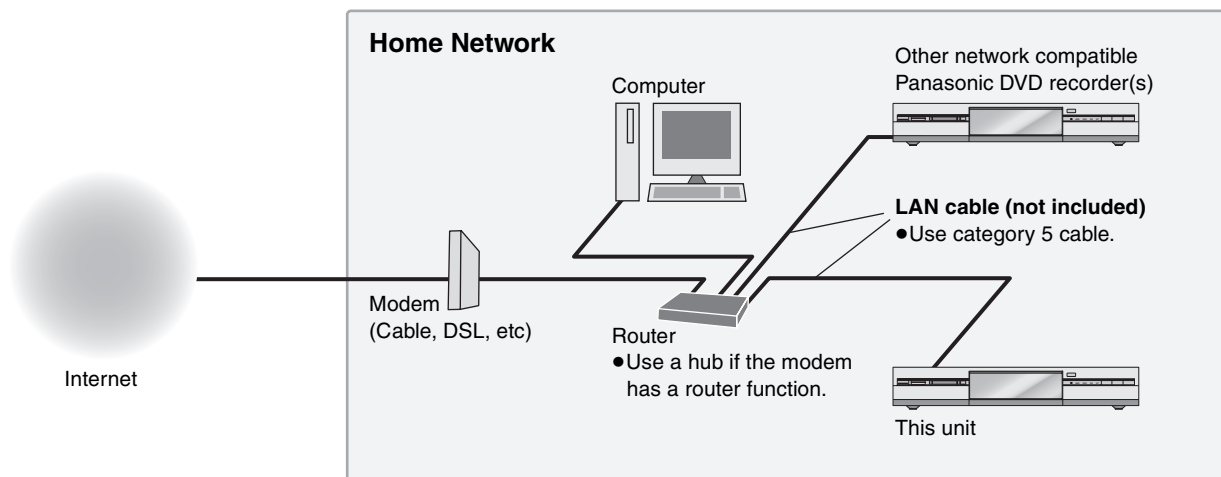 Home Network
Computer
Other network compatible
Panasonic DVD recorder(s)
LAN cable (not included)
●Use category 5 cable.
Modem
(Cable, DSL, etc)
Router
●Use a hub if the modem
has a router function.
Internet
This unit